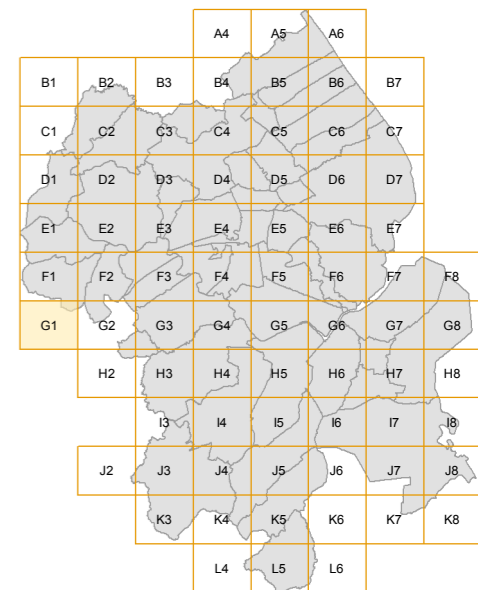 A4 A5 A6
B1 B2 B3 B4 B5 B6 B7
C1 C2 C3 C4 C5 C6 C7
D1 D2 D3 D4 D5 D6 D7
E1 E2 E3 E4 E5 E6 E7
F1 F2 F3 F4 F5 F6 F7 F8
G1 G2 G3 G4 G5 G6 G7 G8
H2 H3 H4 H5 H6 H7 H8
I3 I4 I5 I6 I7 I8
J2 J3 J4 J5 J6 J7 J8
K3 K4 K5 K6 K7 K8
L4 L5 L6